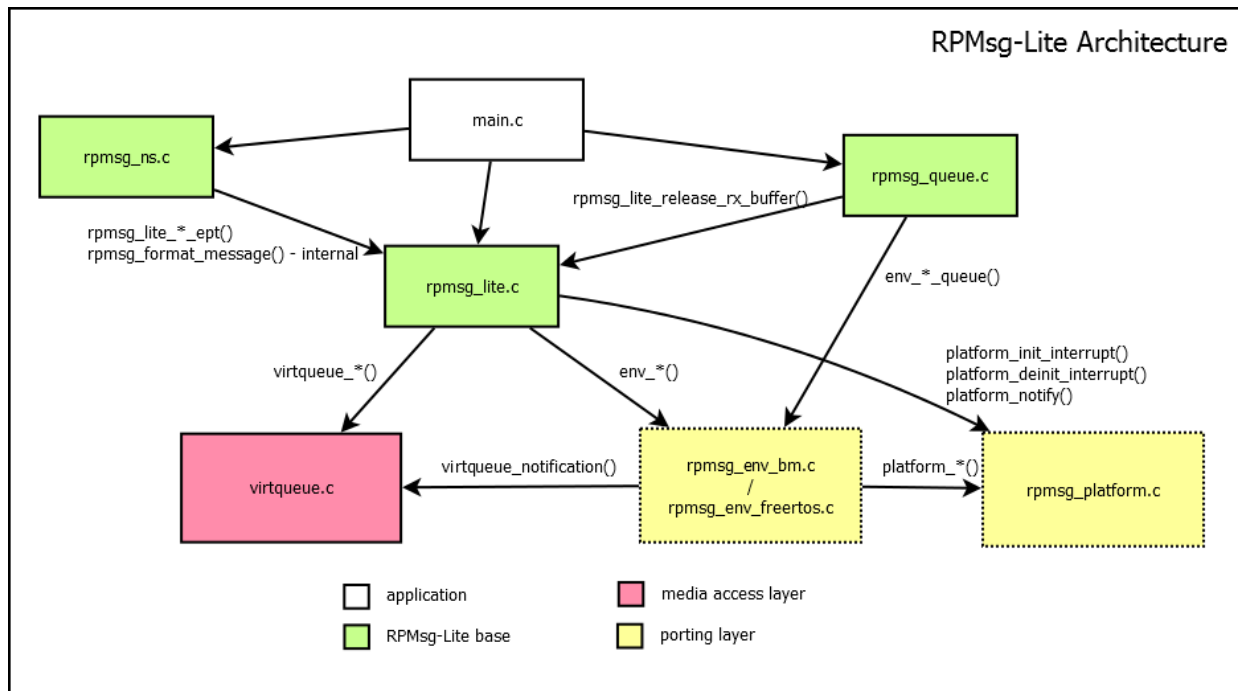 RPMsg-Lite Architecture
main.c
rpmsg_ns.c
rpmsg_queue.c
rpmsg_lite_release_rx_buffer()
rpmsg_lite_*_ept()
rpmsg_format_message() - internal
rpmsg_lite.c
env_*_queue()
virtqueue_*()
env_*()
platform_init_interrupt()
platform_deinit_interrupt()
platform_notify()
virtqueue.c
virtqueue_notification()
rpmsg_env_bm.c
/
rpmsg_env_freertos.c
platform_*()
rpmsg_platform.c
application
media access layer
RPMsg-Lite base
porting layer